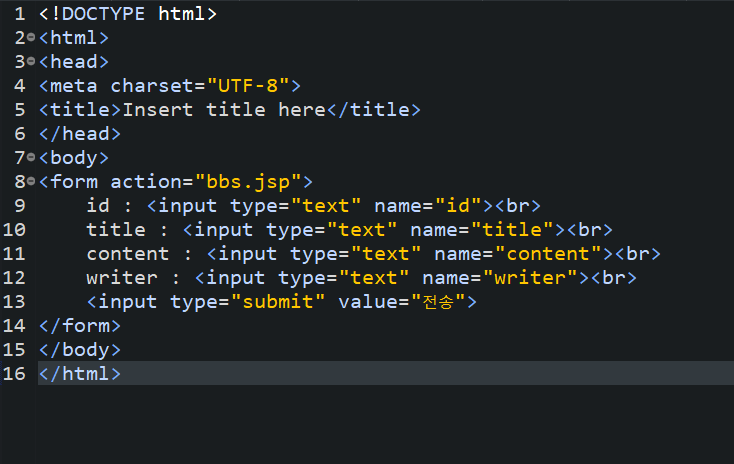 1 <!DOCTYPE html>
2 <html>
3 <head>
4 <meta charset="UTF-8">
5 <title>Insert title here</title>
6 </head>
7 <body>
8 <form action="bbs.jsp">
9     id : <input type="text" name="id"><br>
10     title : <input type="text" name="title"><br>
11     content : <input type="text" name="content"><br>
12     writer : <input type="text" name="writer"><br>
13     <input type="submit" value="전송">
14 </form>
15 </body>
16 </html>